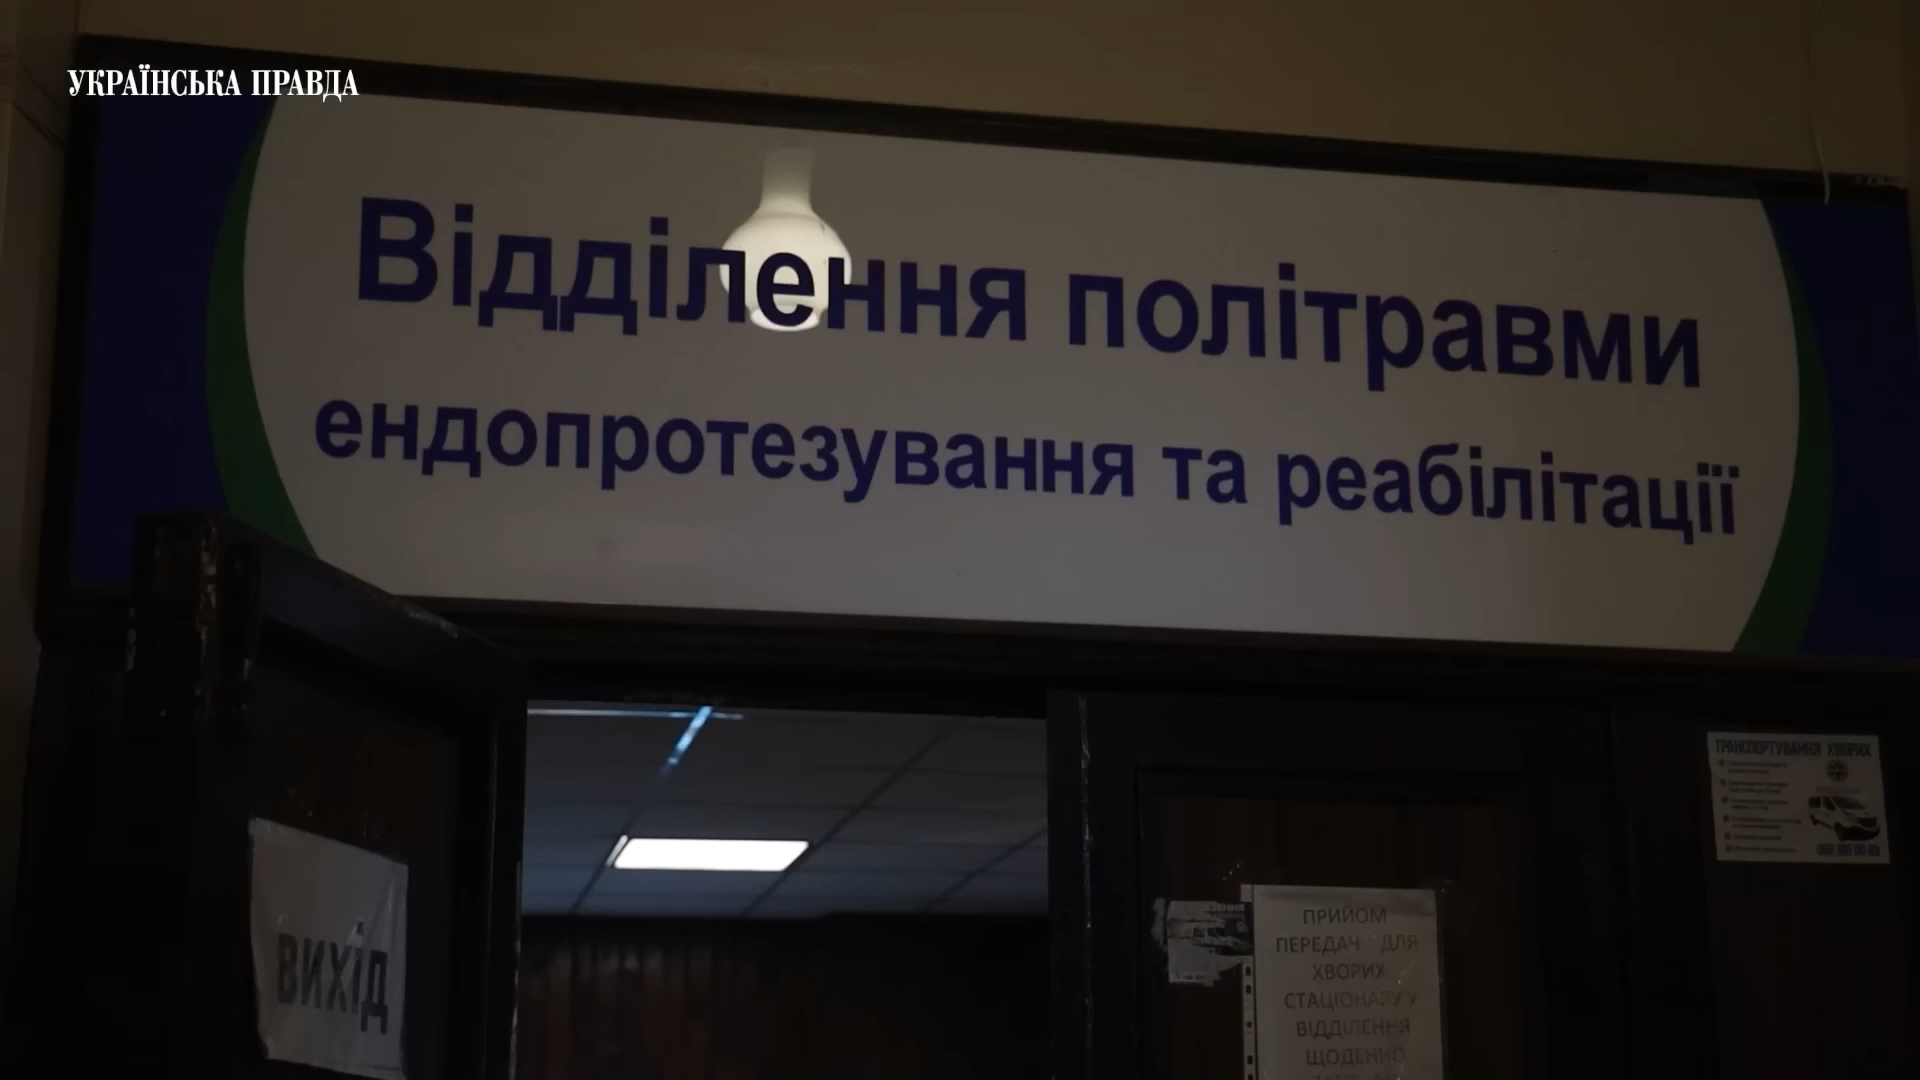 УКРАЇНСЬКА ПРАВДА
Відділення політравми
ендопротезування та реабілітації
ТРАНСПОРТУВАННЯ ХВОРИХ
ВИХІД
ПРИЙОМ
ПЕРЕДАЧ ДЛЯ
ХВОРИХ
СТАЦІОНАРУ У
ВІДДІЛЕННЯ
ЩОДЕННО